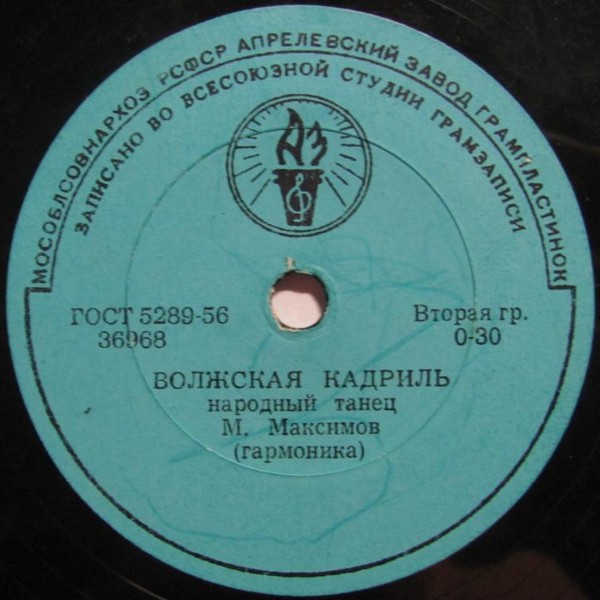 МОСОБЛСОВНАРХОЗ РСФСР АПРЕЛЕВСКИЙ ЗАВОД ГРАМПЛАСТИНОК
ЗАПИСАНО ВО ВСЕСОЮЗНОЙ СТУДИИ ГРАМЗАПИСИ
АЗ
ГОСТ 5289-56
36968
Вторая гр.
0-30
ВОЛЖСКАЯ КАДРИЛЬ
народный танец
М. Максимов
(гармоника)